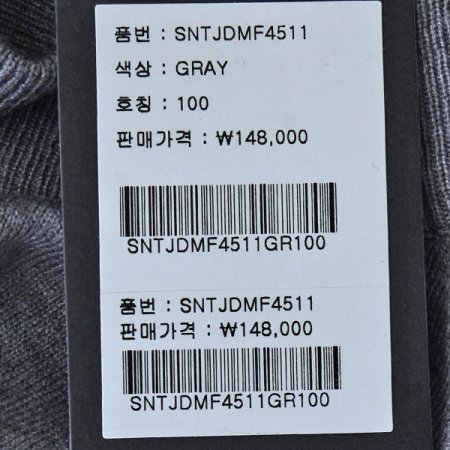 품번 : SNTJDMF4511
색상 : GRAY
호칭 : 100
판매가격 : ₩148,000
SNTJDMF4511GR100
품번 : SNTJDMF4511
판매가격 : ₩148,000
SNTJDMF4511GR100